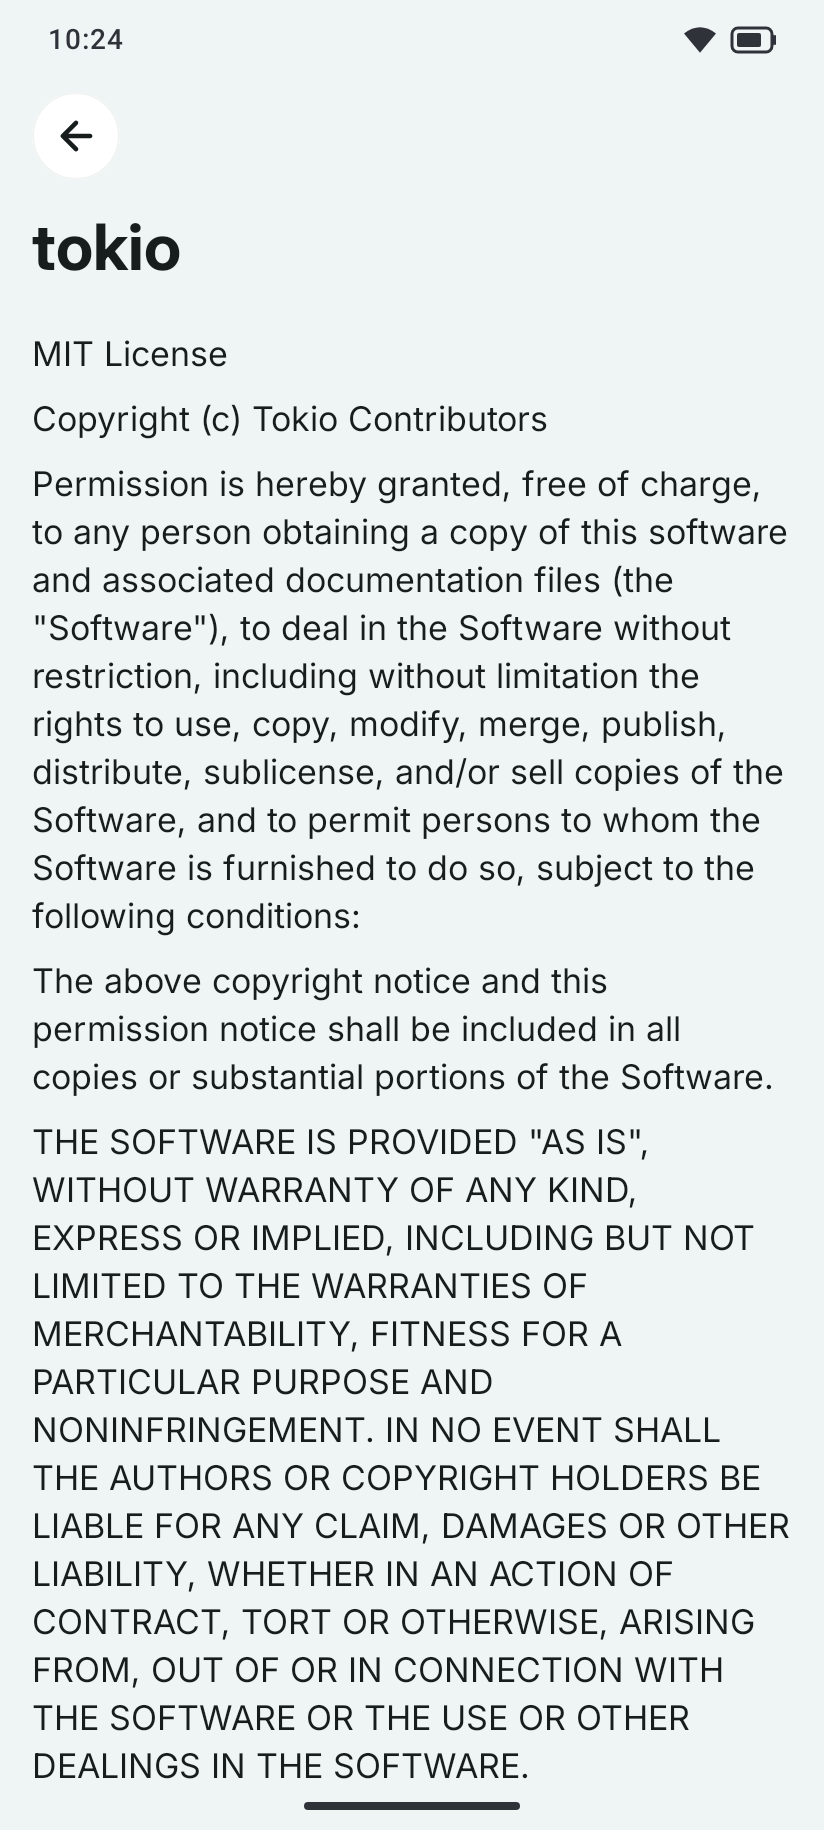 10:24
tokio
MIT License
Copyright (c) Tokio Contributors
Permission is hereby granted, free of charge,
to any person obtaining a copy of this software
and associated documentation files (the
"Software"), to deal in the Software without
restriction, including without limitation the
rights to use, copy, modify, merge, publish,
distribute, sublicense, and/or sell copies of the
Software, and to permit persons to whom the
Software is furnished to do so, subject to the
following conditions:
The above copyright notice and this
permission notice shall be included in all
copies or substantial portions of the Software.
THE SOFTWARE IS PROVIDED "AS IS",
WITHOUT WARRANTY OF ANY KIND,
EXPRESS OR IMPLIED, INCLUDING BUT NOT
LIMITED TO THE WARRANTIES OF
MERCHANTABILITY, FITNESS FOR A
PARTICULAR PURPOSE AND
NONINFRINGEMENT. IN NO EVENT SHALL
THE AUTHORS OR COPYRIGHT HOLDERS BE
LIABLE FOR ANY CLAIM, DAMAGES OR OTHER
LIABILITY, WHETHER IN AN ACTION OF
CONTRACT, TORT OR OTHERWISE, ARISING
FROM, OUT OF OR IN CONNECTION WITH
THE SOFTWARE OR THE USE OR OTHER
DEALINGS IN THE SOFTWARE.